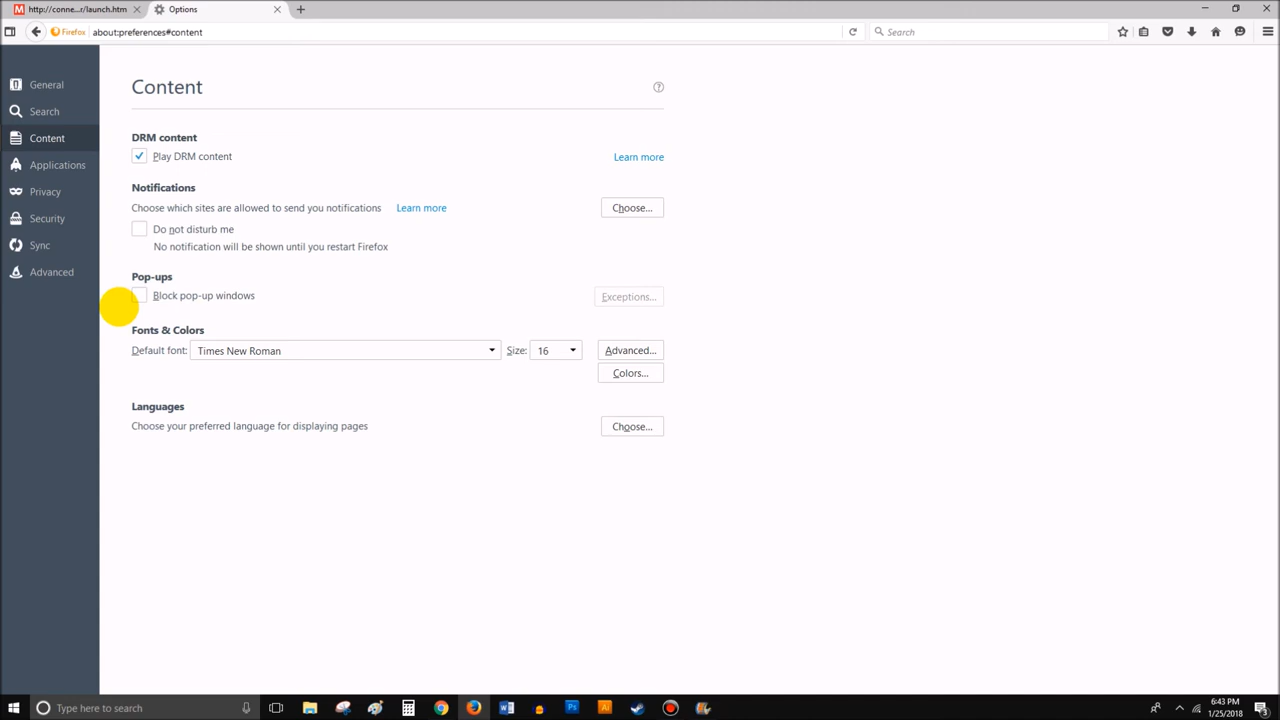 http://conne...r/launch.htm
Options
Firefox
about:preferences#content
Search
General
Search
Content
Applications
Privacy
Security
Sync
Advanced
Content
DRM content
Play DRM content
Learn more
Notifications
Choose which sites are allowed to send you notifications Learn more
Choose...
Do not disturb me
No notification will be shown until you restart Firefox
Pop-ups
Block pop-up windows
Exceptions...
Fonts & Colors
Default font: Times New Roman Size: 16 Advanced...
Colors...
Languages
Choose your preferred language for displaying pages
Choose...
Type here to search
6:43 PM
1/25/2018